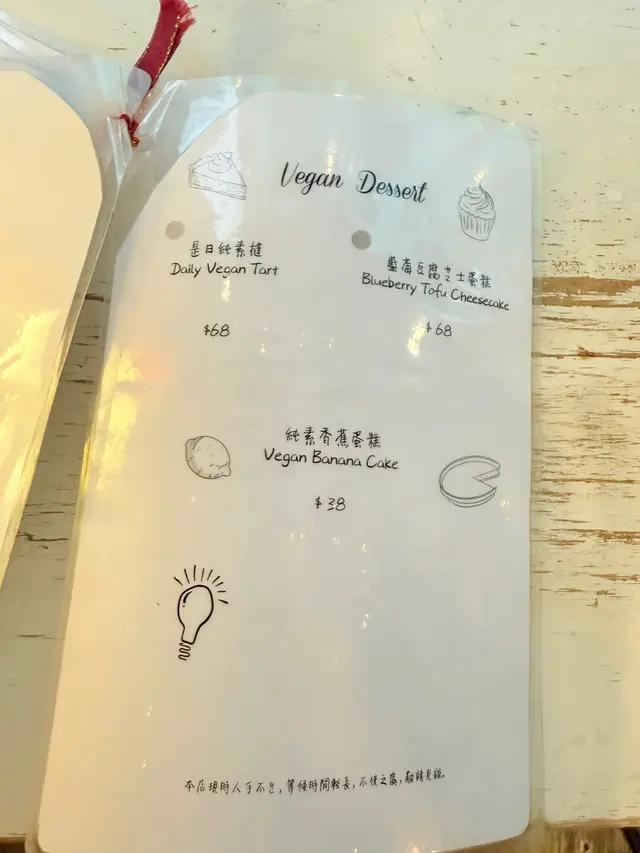 Vegan Dessert
是日純素撻
Daily Vegan Tart
$68
藍莓豆腐芝士蛋糕
Blueberry Tofu Cheesecake
$68
純素香蕉蛋糕
Vegan Banana Cake
$38
本店現時人手不足,等候時間較長,不便之處,敬請見諒。